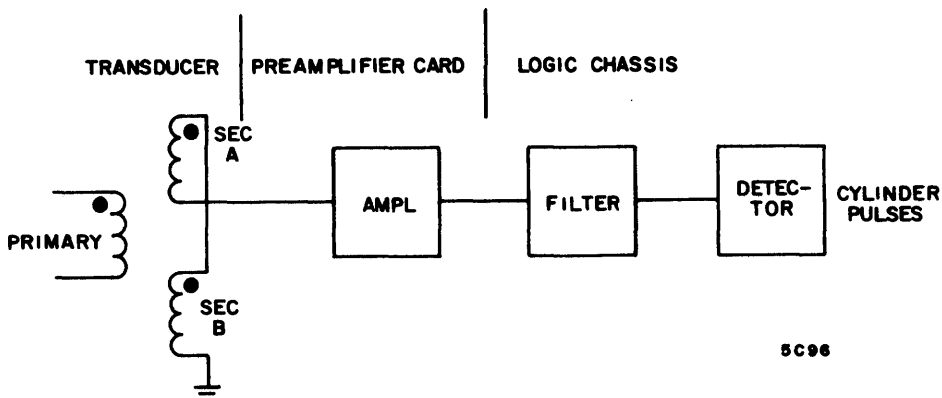 TRANSDUCER
PREAMPLIFIER CARD
LOGIC CHASSIS
SEC
A
PRIMARY
AMPL
FILTER
DETEC-
TOR
CYLINDER
PULSES
SEC
B
5C96